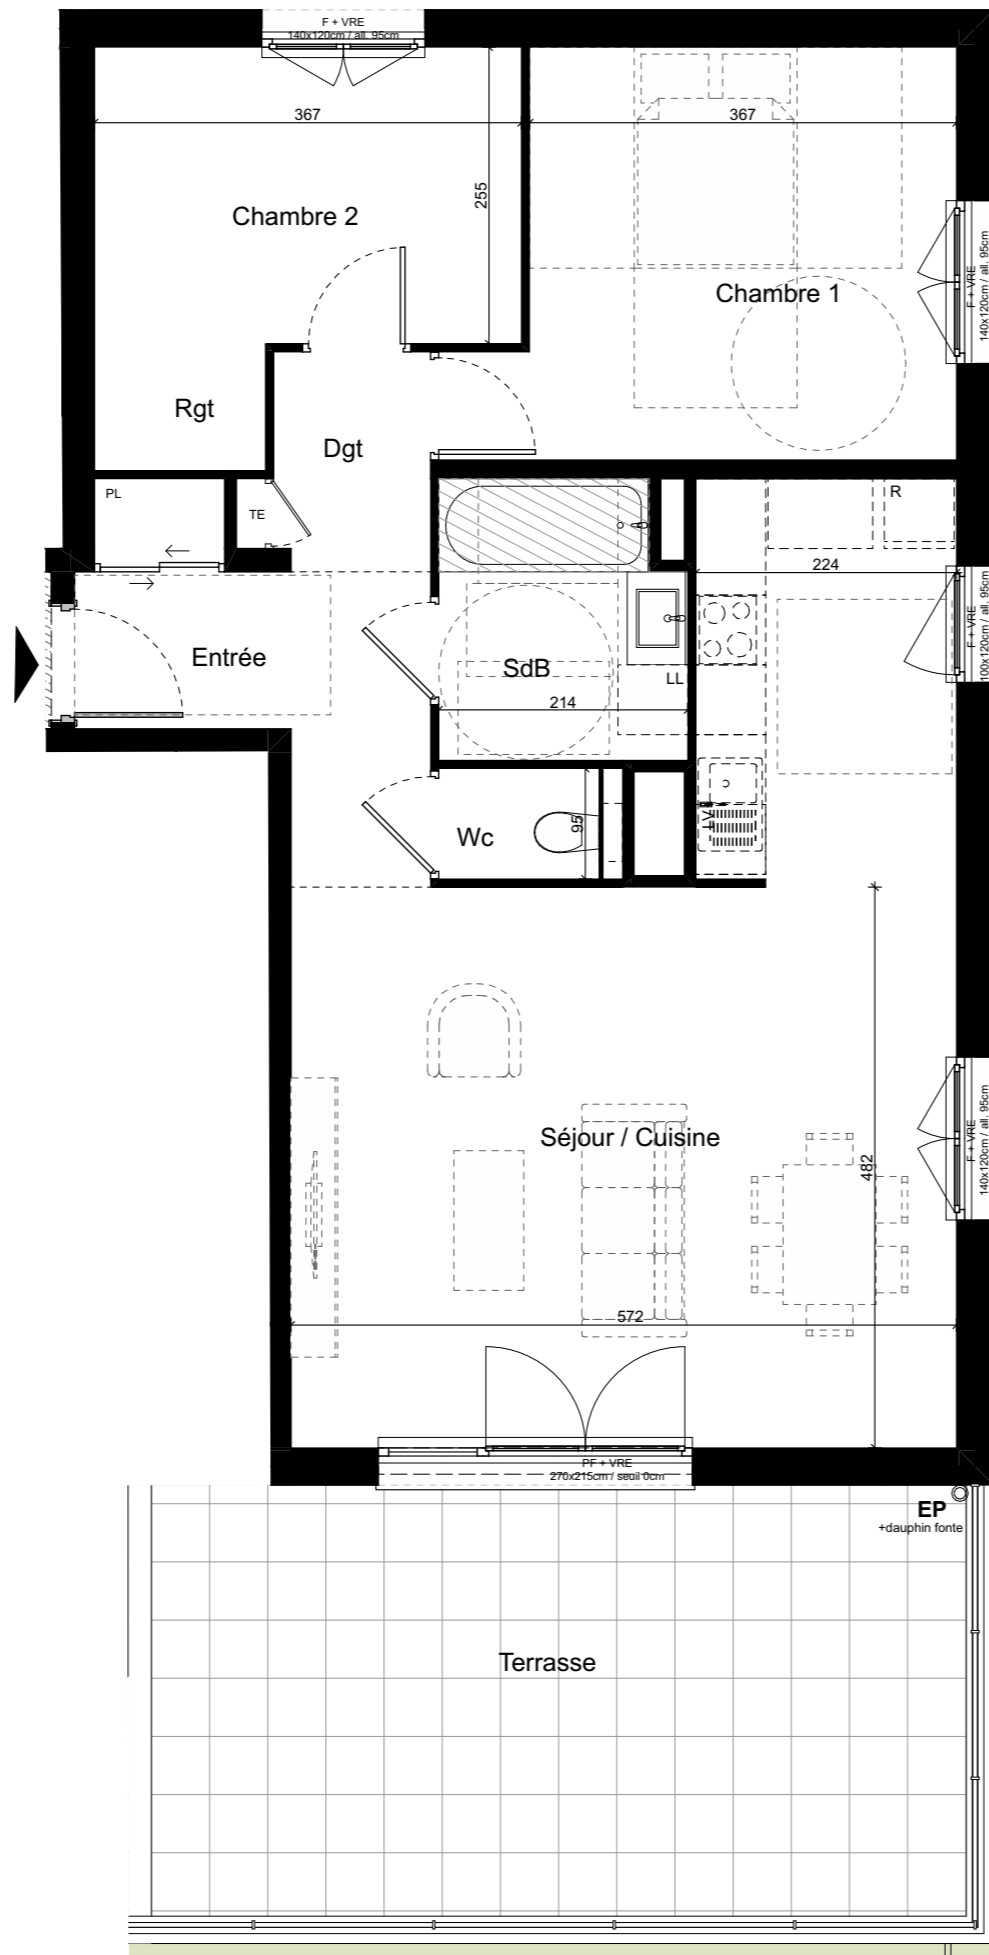 F + VRE
140x120cm / all. 95cm
367
367
255
Chambre 2
Chambre 1
F + VRE
140x120cm / all. 95cm
Rgt
Dgt
PL
TE
R
224
F + VRE
100x120cm / all. 95cm
Entrée
SdB
LL
214
LV
Wc
95
Séjour / Cuisine
482
F + VRE
140x120cm / all. 95cm
572
PF + VRE
270x215cm / seuil 0cm
EP
+dauphin fonte
Terrasse